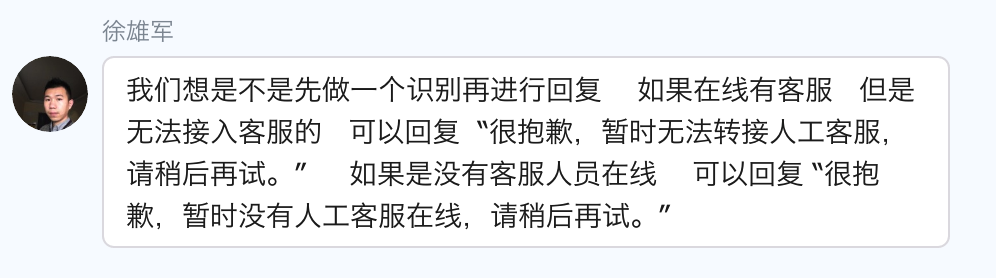 徐雄军
我们想是不是先做一个识别再进行回复　如果在线有客服　但是
无法接入客服的　可以回复“很抱歉，暂时无法转接人工客服，
请稍后再试。”　如果是没有客服人员在线　可以回复“很抱
歉，暂时没有人工客服在线，请稍后再试。”